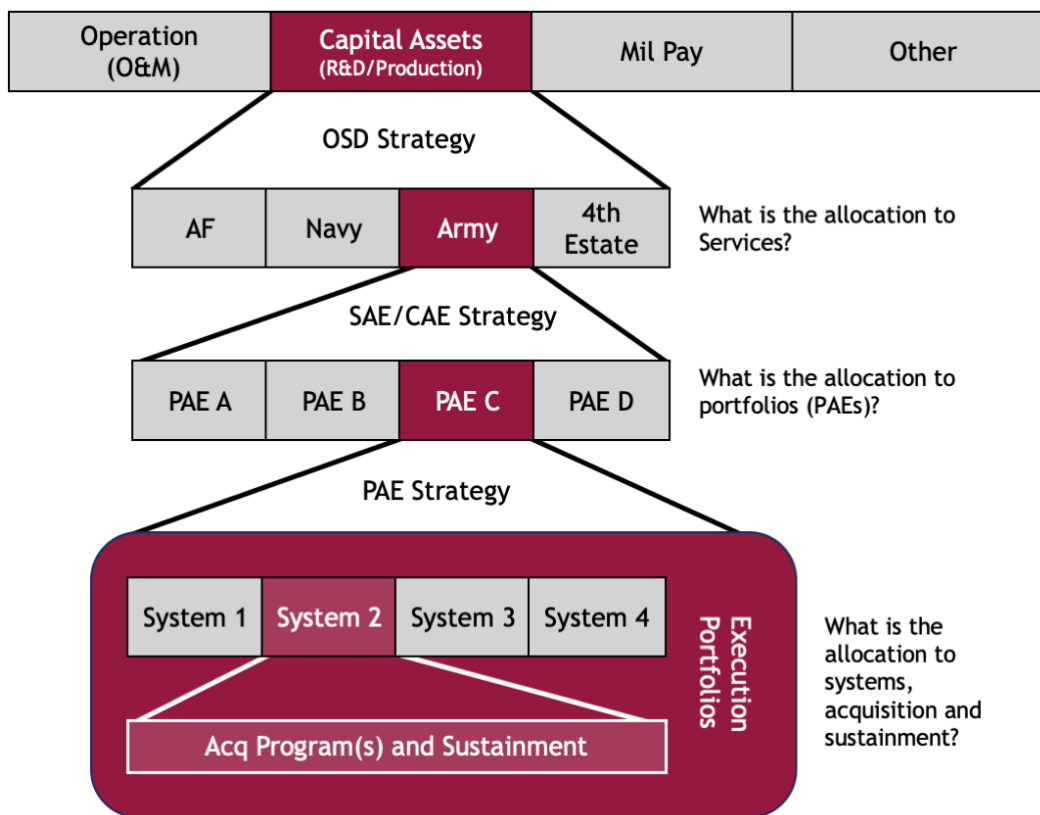 Operation
(O&M)
Capital Assets
(R&D/Production)
Mil Pay
Other
OSD Strategy
AF
Navy
Army
4th
Estate
What is the allocation to
Services?
SAE/CAE Strategy
PAE A
PAE B
PAE C
PAE D
What is the allocation to
portfolios (PAEs)?
PAE Strategy
System 1
System 2
System 3
System 4
Execution
Portfolios
What is the
allocation to
systems,
acquisition and
sustainment?
Acq Program(s) and Sustainment